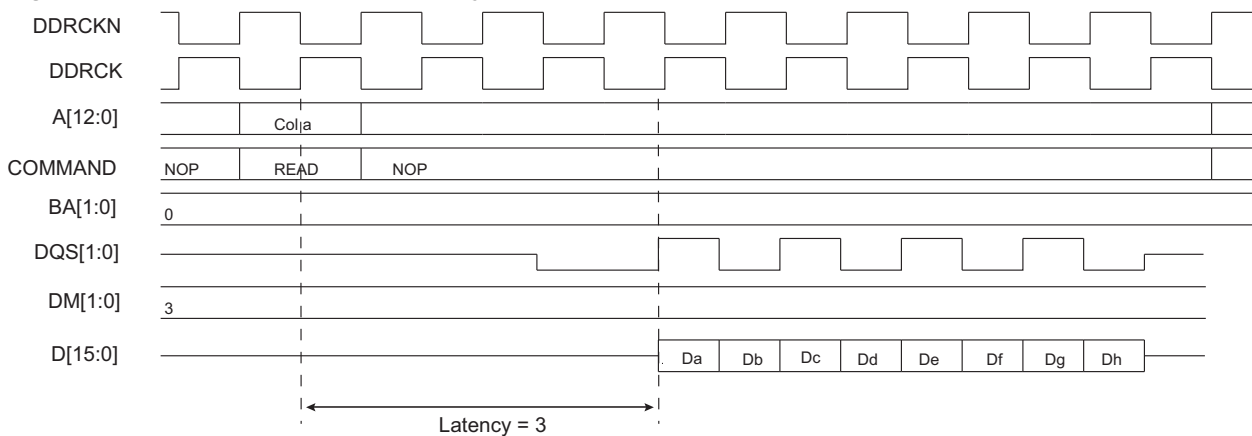 DDRCKN
DDRCK
A[12:0] Col a
COMMAND NOP READ NOP
BA[1:0] 0
DQS[1:0]
DM[1:0] 3
D[15:0] Da Db Dc Dd De Df Dg Dh
Latency = 3